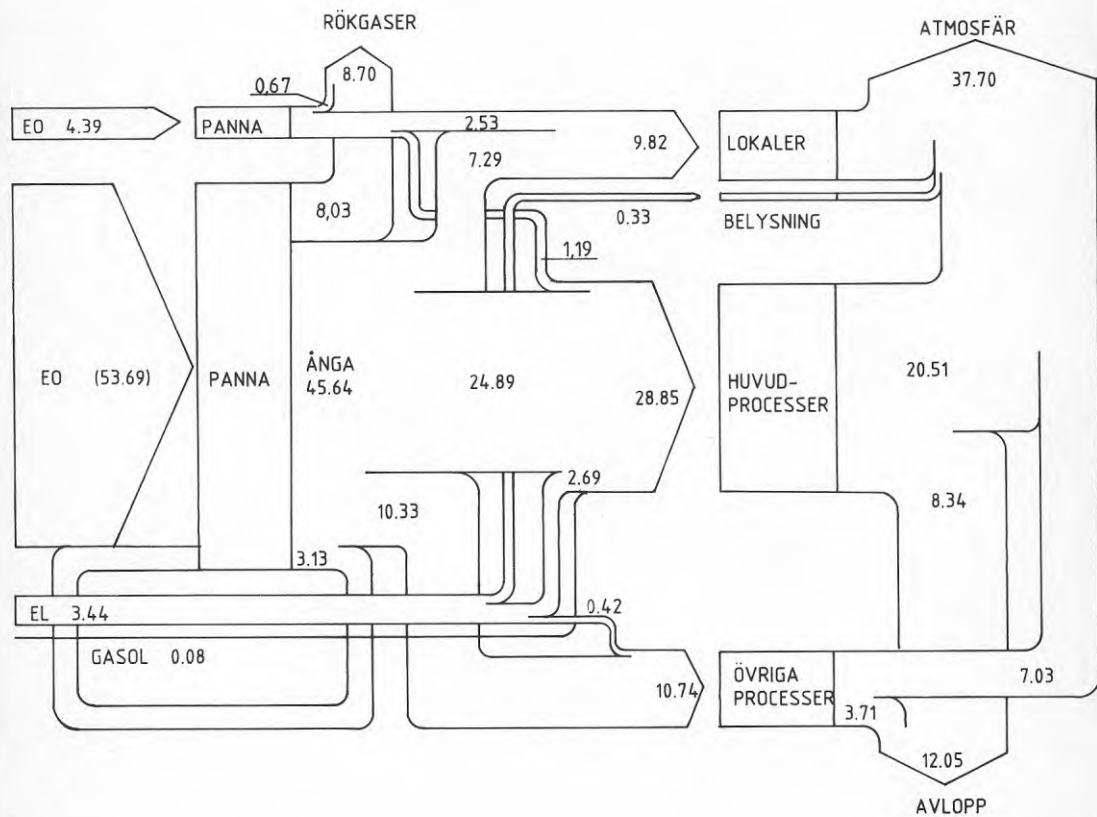 RÖKGASER
ATMOSFÄR
8.70
37.70
0,67
EO 4.39
PANNA
2.53
9.82
LOKALER
7.29
8,03
0.33
BELYSNING
1,19
EO (53.69)
PANNA
ÅNGA
45.64
24.89
28.85
HUVUD-
PROCESSER
20.51
2.69
10.33
8.34
3.13
EL 3.44
0.42
GASOL 0.08
10.74
ÖVRIGA
PROCESSER
7.03
3.71
12.05
AVLOPP